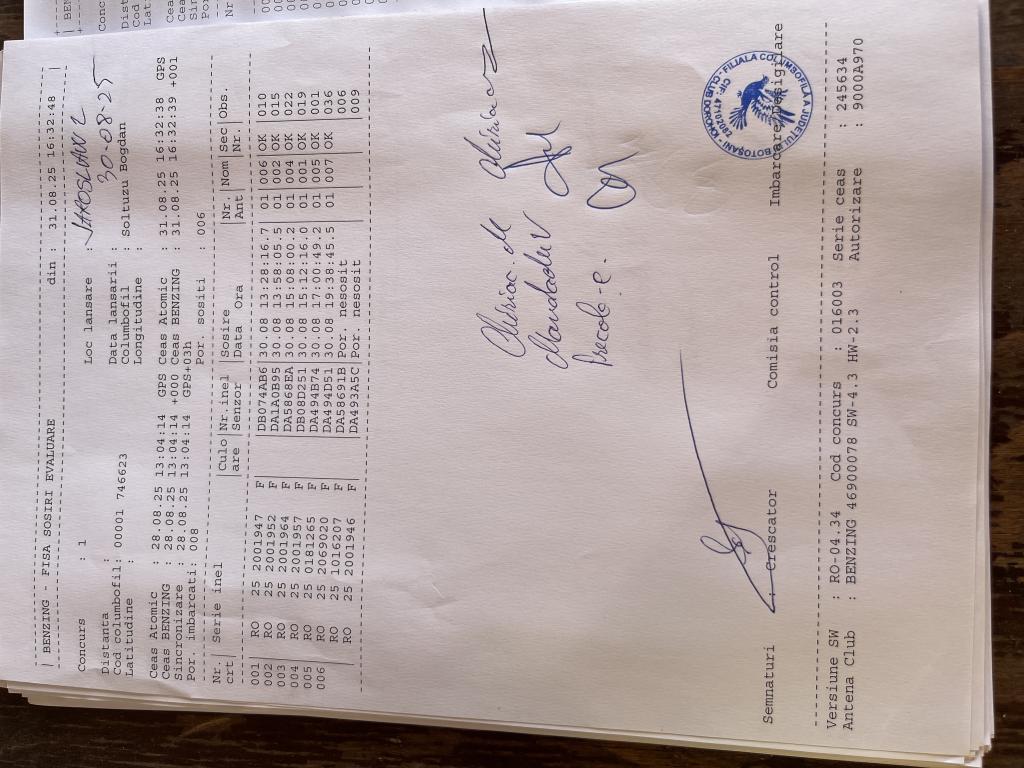 | BENZING - FISA SOSIRI EVALUARE din : 31.08.25 16:32:48 |
Concurs : 1 Loc lansare : JAROSLAW 2
Distanta : Data lansarii : 30-08-25
Cod columbofil: 00001 746623 Columbofil : Soltuzu Bogdan
Latitudine : Longitudine :
Ceas Atomic : 28.08.25 13:04:14 GPS Ceas Atomic : 31.08.25 16:32:38 GPS
Ceas BENZING : 28.08.25 13:04:14 +000 Ceas BENZING : 31.08.25 16:32:39 +001
Sincronizare : 28.08.25 13:04:14 GPS+03h
Por. imbarcati: 008 Por. sositi : 006
Nr. | Serie inel |Culo|Nr.inel |Sosire |Nr. |Nom|Sec|Obs.
crt| |are |Senzor |Data Ora |Ant| |Nr.|
001 | RO 25 2001947 F | |DB074AB6|30.08 13:28:16.7| 01|006|OK |010
002 | RO 25 2001952 F | |DA1A0B95|30.08 13:58:05.5| 01|002|OK |015
003 | RO 25 2001964 F | |DA5868EA|30.08 15:08:00.2| 01|004|OK |022
004 | RO 25 2001957 F | |DB08D251|30.08 15:12:16.0| 01|001|OK |019
005 | RO 25 0181265 F | |DA494B74|30.08 17:00:49.2| 01|005|OK |001
006 | RO 25 2069090 F | |DA494D51|30.08 19:38:45.5| 01|007|OK |036
RO 25 1016207 F | |DA58691B|Por. nesosit | | | |006
RO 25 2001946 F | |DA493A5C|Por. nesosit | | | |009
Semnaturi Crescator Comisia control Imbarcare/Desigilare
FILIALA COLUMBOFILA A JUDETULUI BOTOSANI
Versiune SW : RO-04.34 Cod concurs : 016003 Serie ceas : 245634
Antena Club : BENZING 46900078 SW-4.3 HW-2.3 Autorizare : 9000A970